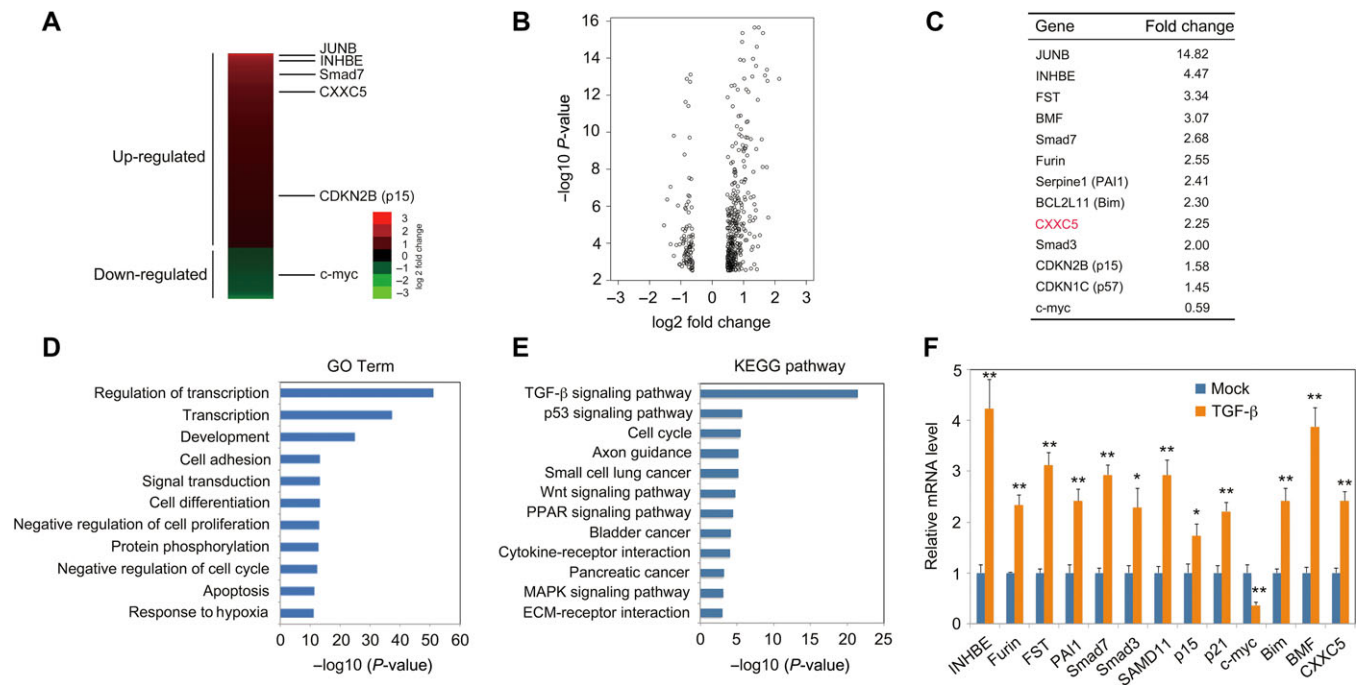 A
JUNB
INHBE
Smad7
CXXC5
Up-regulated
CDKN2B (p15)
Down-regulated
c-myc
3
2
1
0
−1
−2
−3
log 2 fold change
B
16
14
12
10
8
6
4
2
−log10 P-value
−3 −2 −1 0 1 2 3
log2 fold change
C
Gene Fold change
JUNB 14.82
INHBE 4.47
FST 3.34
BMF 3.07
Smad7 2.68
Furin 2.55
Serpine1 (PAI1) 2.41
BCL2L11 (Bim) 2.30
CXXC5 2.25
Smad3 2.00
CDKN2B (p15) 1.58
CDKN1C (p57) 1.45
c-myc 0.59
D
GO Term
Regulation of transcription
Transcription
Development
Cell adhesion
Signal transduction
Cell differentiation
Negative regulation of cell proliferation
Protein phosphorylation
Negative regulation of cell cycle
Apoptosis
Response to hypoxia
0 10 20 30 40 50 60
−log10 (P-value)
E
KEGG pathway
TGF-β signaling pathway
p53 signaling pathway
Cell cycle
Axon guidance
Small cell lung cancer
Wnt signaling pathway
PPAR signaling pathway
Bladder cancer
Cytokine-receptor interaction
Pancreatic cancer
MAPK signaling pathway
ECM-receptor interaction
0 5 10 15 20 25
−log10 (P-value)
F
Relative mRNA level
5
4
3
2
1
0
Mock
TGF-β
** ** ** ** ** * ** * ** ** ** ** **
INHBE Furin FST PAI1 Smad7 Smad3 SAMD11 p15 p21 c-myc Bim BMF CXXC5